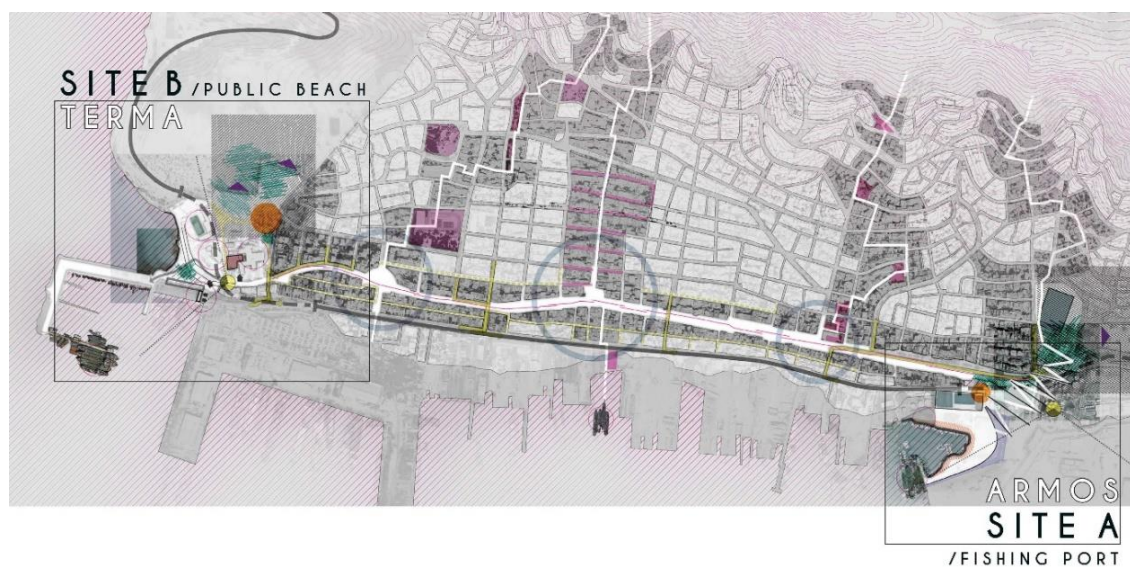 SITE B /PUBLIC BEACH
TERMA
ARMOS
SITE A
/FISHING PORT